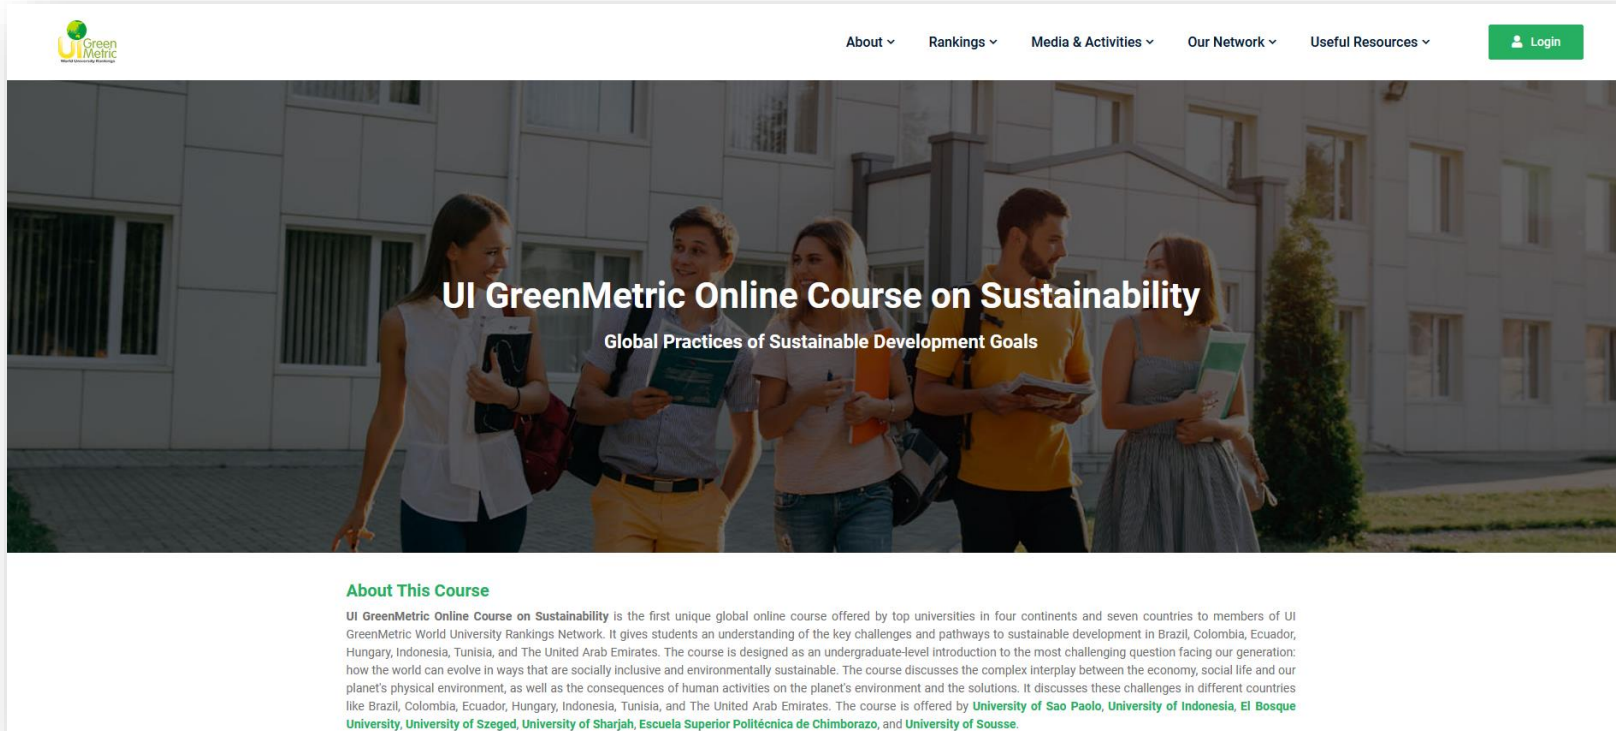 UI Green
Metric
World University Rankings
About
Rankings
Media & Activities
Our Network
Useful Resources
Login
UI GreenMetric Online Course on Sustainability
Global Practices of Sustainable Development Goals
About This Course
UI GreenMetric Online Course on Sustainability is the first unique global online course offered by top universities in four continents and seven countries to members of UI
GreenMetric World University Rankings Network. It gives students an understanding of the key challenges and pathways to sustainable development in Brazil, Colombia, Ecuador,
Hungary, Indonesia, Tunisia, and The United Arab Emirates. The course is designed as an undergraduate-level introduction to the most challenging question facing our generation:
how the world can evolve in ways that are socially inclusive and environmentally sustainable. The course discusses the complex interplay between the economy, social life and our
planet's physical environment, as well as the consequences of human activities on the planet's environment and the solutions. It discusses these challenges in different countries
like Brazil, Colombia, Ecuador, Hungary, Indonesia, Tunisia, and The United Arab Emirates. The course is offered by University of Sao Paolo, University of Indonesia, El Bosque
University, University of Szeged, University of Sharjah, Escuela Superior Politécnica de Chimborazo, and University of Sousse.